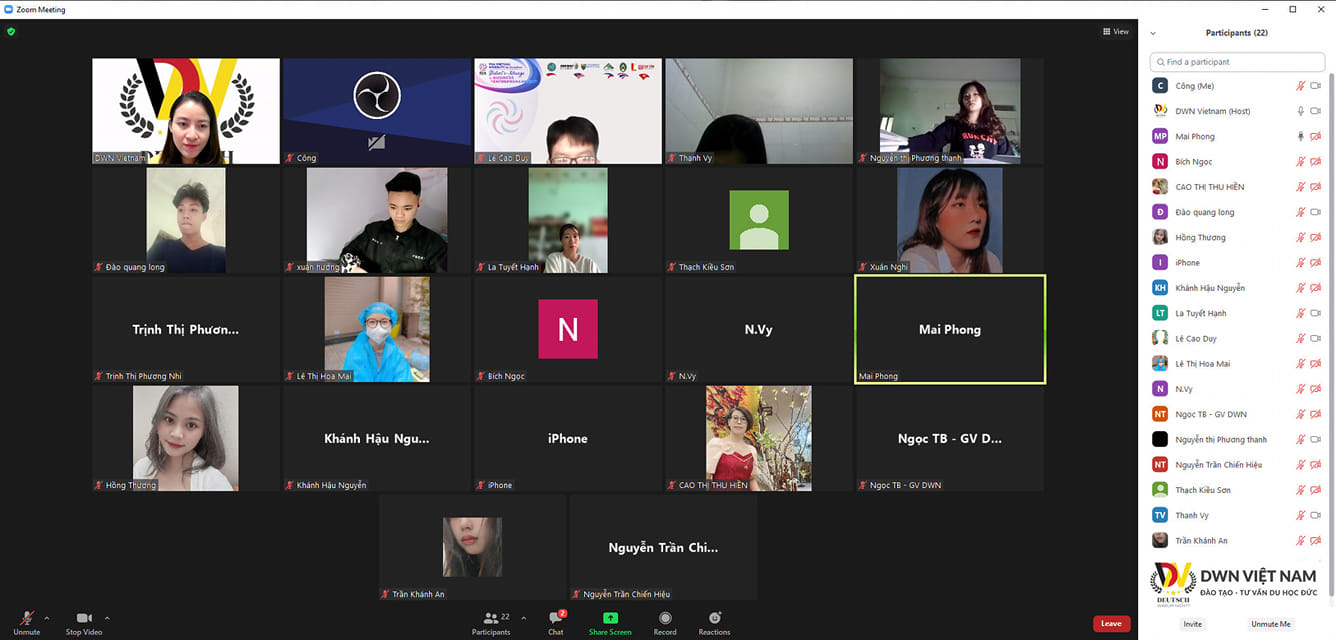 Zoom Meeting
View
DWN Vietnam
Công
Lê Cao Duy
Thanh Vy
Nguyễn thị Phương thanh
Đào quang long
xuân hương
La Tuyết Hạnh
Thạch Kiều Sơn
Xuân Nghi
Trịnh Thị Phươn...
Trịnh Thị Phương Nhi
Lê Thị Hoa Mai
N
Bích Ngọc
N.Vy
N.Vy
Mai Phong
Mai Phong
Hồng Thương
Khánh Hậu Ngu...
Khánh Hậu Nguyễn
iPhone
iPhone
CAO THỊ THU HIỀN
Ngọc TB - GV D...
Ngọc TB - GV DWN
Trần Khánh An
Nguyễn Trần Chi...
Nguyễn Trần Chiến Hiệu
Unmute
Stop Video
22
Participants
2
Chat
Share Screen
Record
Reactions
Leave
Participants (22)
Find a participant
C Công (Me)
DWN Vietnam (Host)
MP Mai Phong
N Bích Ngọc
CAO THỊ THU HIỀN
Đ Đào quang long
Hồng Thương
I iPhone
KH Khánh Hậu Nguyễn
LT La Tuyết Hạnh
Lê Cao Duy
Lê Thị Hoa Mai
N N.Vy
NT Ngọc TB - GV DWN
Nguyễn thị Phương thanh
NT Nguyễn Trần Chiến Hiệu
Thạch Kiều Sơn
TV Thanh Vy
Trần Khánh An
DWN VIỆT NAM
ĐÀO TẠO - TƯ VẤN DU HỌC ĐỨC
DEUTSCH
Invite
Unmute Me